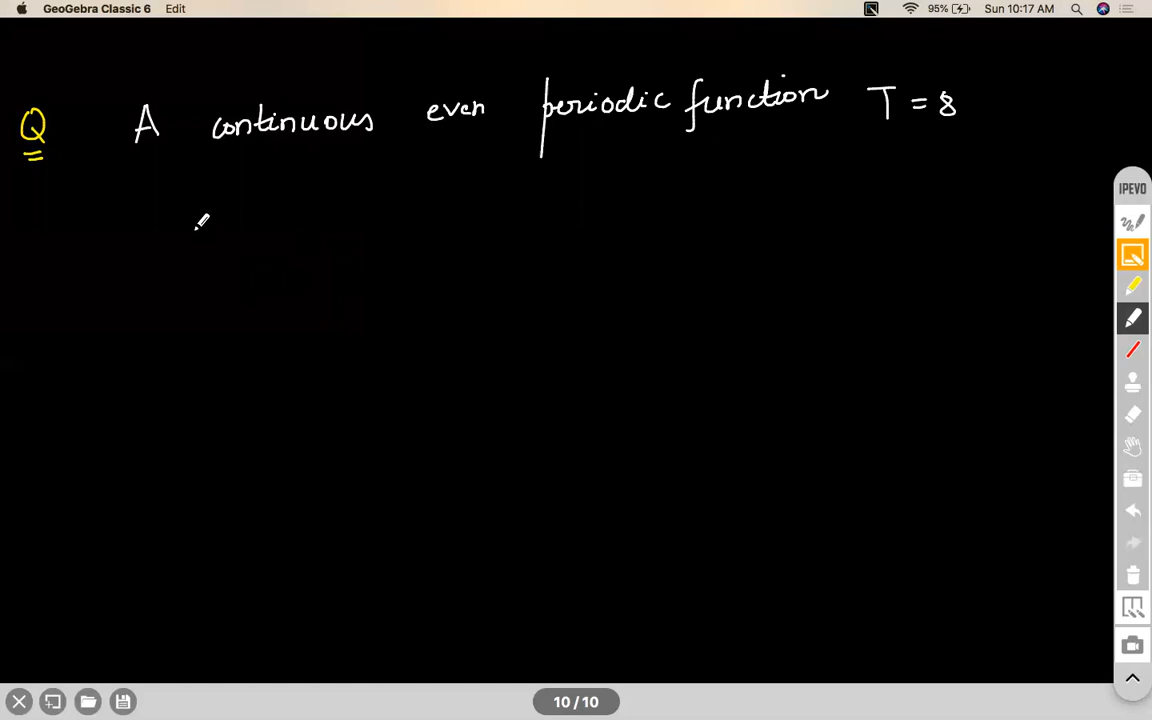 GeoGebra Classic 6 Edit 95% Sun 10:17 AM
Q A continuous even periodic function T = 8
IPEVO
10 / 10